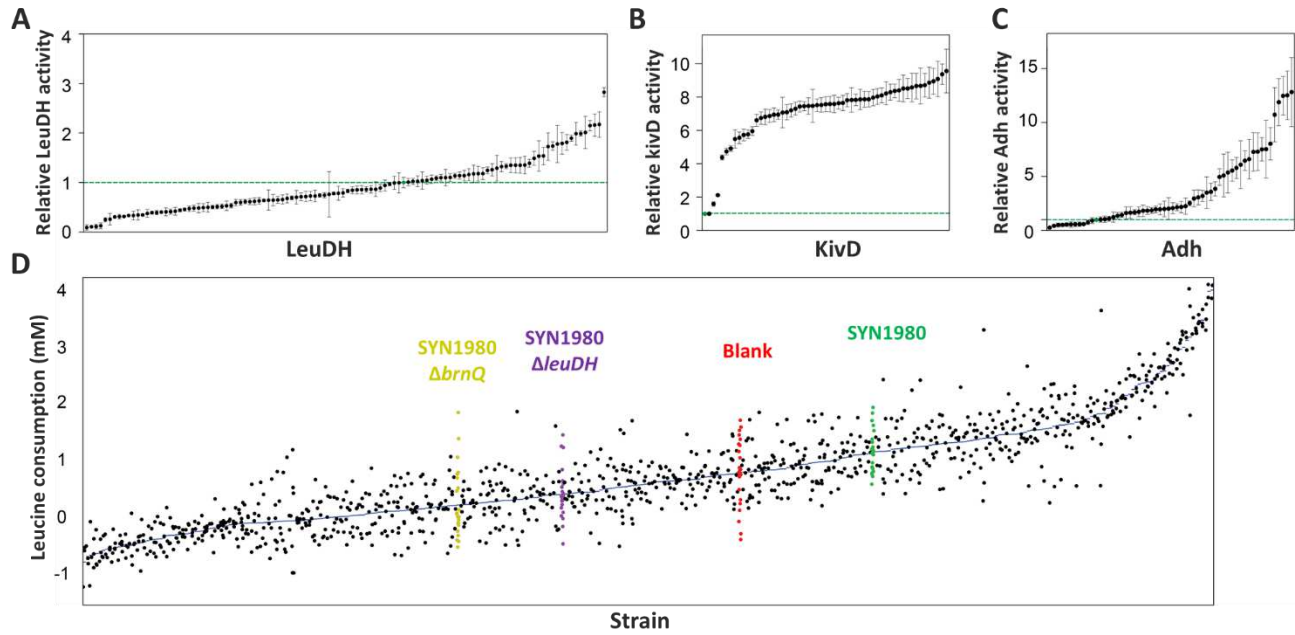 A
Relative LeuDH activity
4
3
2
1
0
LeuDH
B
Relative kivD activity
10
8
6
4
2
0
KivD
C
Relative Adh activity
15
10
5
0
Adh
D
Leucine consumption (mM)
4
3
2
1
0
-1
SYN1980
ΔbrnQ
SYN1980
ΔleuDH
Blank
SYN1980
Strain